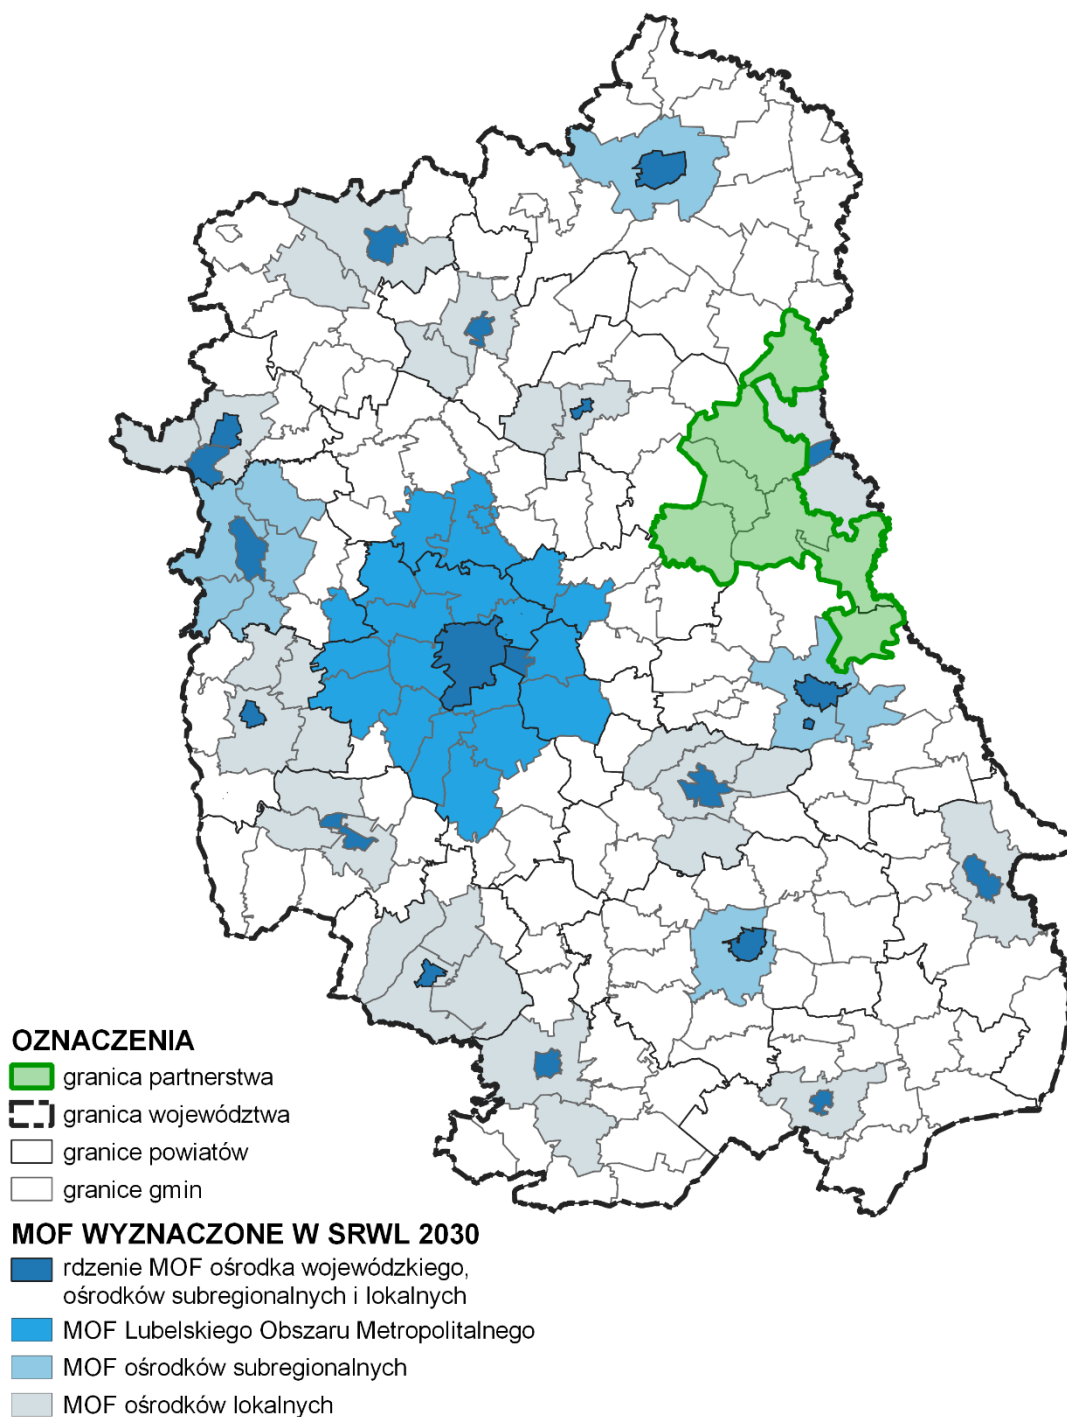 OZNACZENIA
granica partnerstwa
granica województwa
granice powiatów
granice gmin
MOF WYZNACZONE W SRWL 2030
rdzenie MOF ośrodka wojewódzkiego,
ośrodków subregionalnych i lokalnych
MOF Lubelskiego Obszaru Metropolitalnego
MOF ośrodków subregionalnych
MOF ośrodków lokalnych